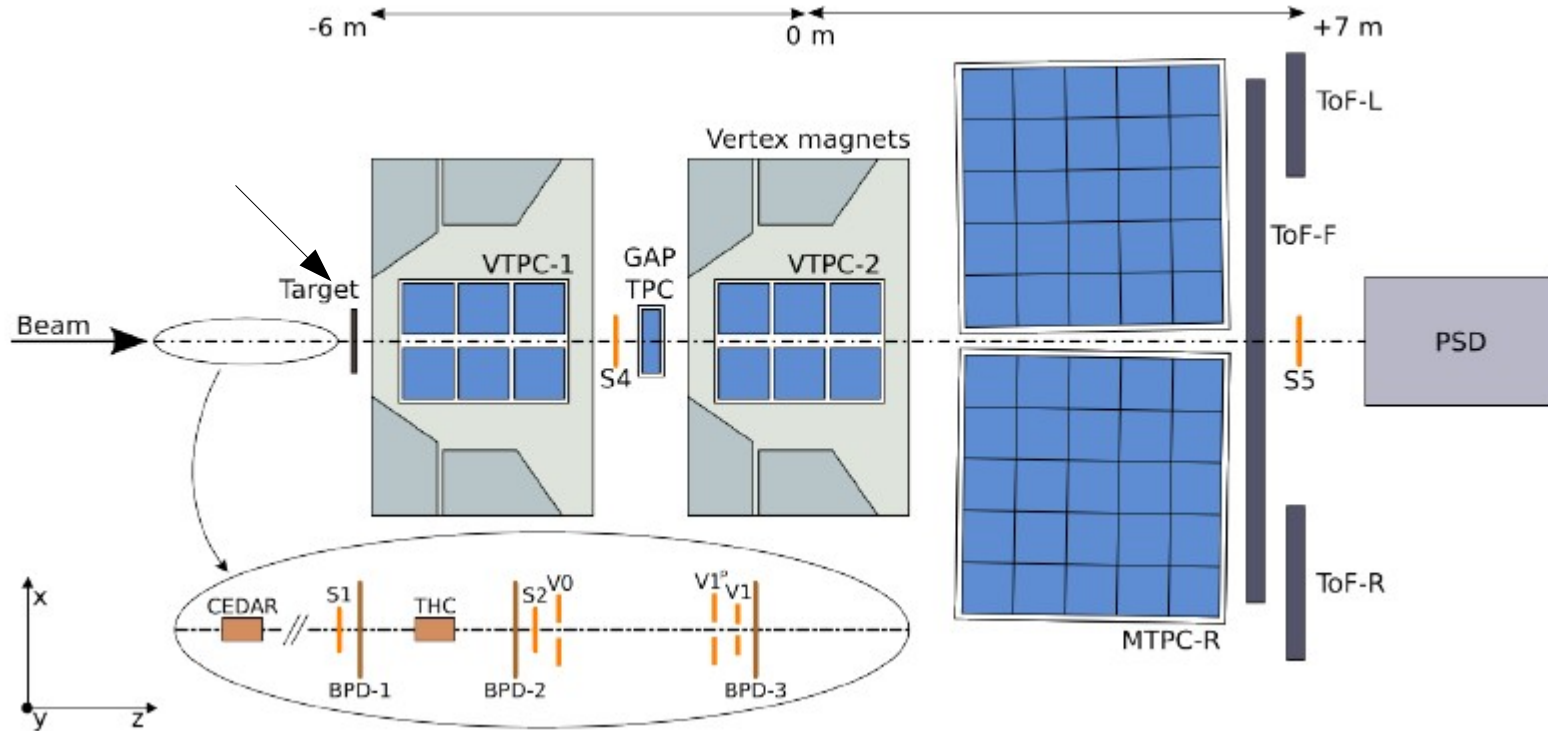 -6 m
0 m
+7 m
ToF-L
Vertex magnets
ToF-F
VTPC-1
GAP
TPC
VTPC-2
Target
Beam
S4
S5
PSD
ToF-R
MTPC-R
x
y
z
CEDAR
S1
THC
S2
V0
V1ᵖ
V1
BPD-1
BPD-2
BPD-3